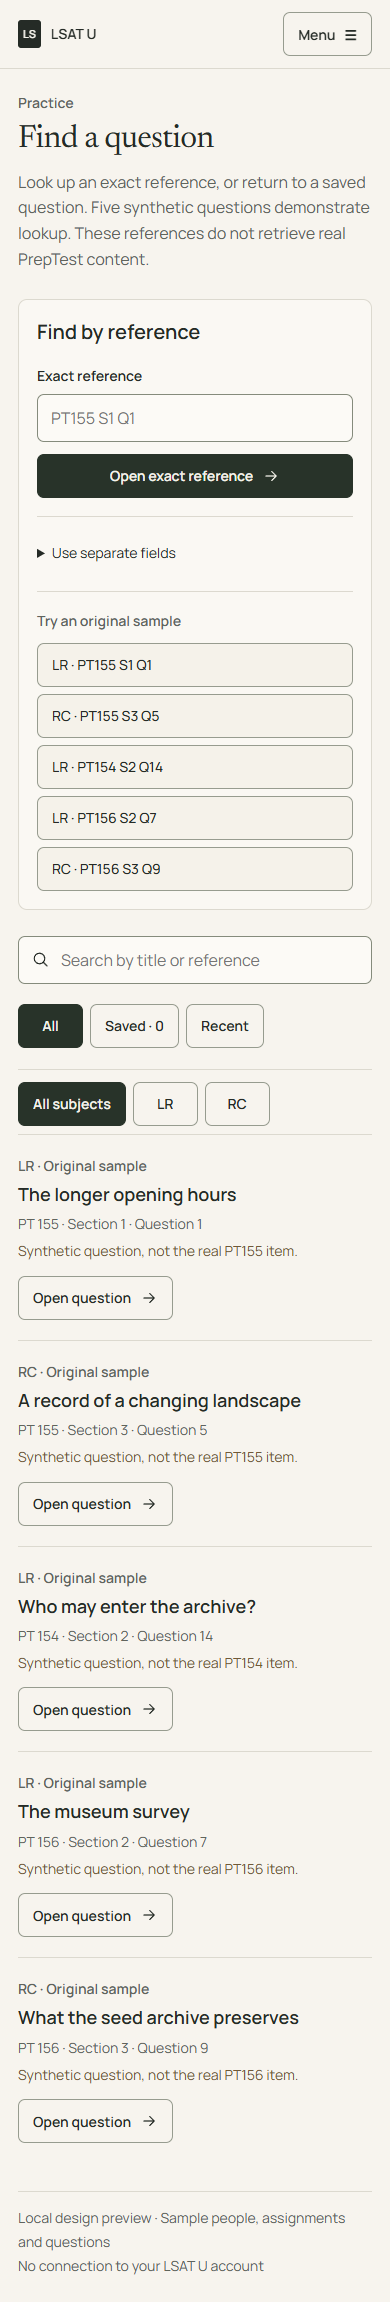 LS LSAT U Menu
Practice
Find a question
Look up an exact reference, or return to a saved
question. Five synthetic questions demonstrate
lookup. These references do not retrieve real
PrepTest content.
Find by reference
Exact reference
PT155 S1 Q1
Open exact reference →
Use separate fields
Try an original sample
LR · PT155 S1 Q1
RC · PT155 S3 Q5
LR · PT154 S2 Q14
LR · PT156 S2 Q7
RC · PT156 S3 Q9
Search by title or reference
All Saved · 0 Recent
All subjects LR RC
LR · Original sample
The longer opening hours
PT 155 · Section 1 · Question 1
Synthetic question, not the real PT155 item.
Open question →
RC · Original sample
A record of a changing landscape
PT 155 · Section 3 · Question 5
Synthetic question, not the real PT155 item.
Open question →
LR · Original sample
Who may enter the archive?
PT 154 · Section 2 · Question 14
Synthetic question, not the real PT154 item.
Open question →
LR · Original sample
The museum survey
PT 156 · Section 2 · Question 7
Synthetic question, not the real PT156 item.
Open question →
RC · Original sample
What the seed archive preserves
PT 156 · Section 3 · Question 9
Synthetic question, not the real PT156 item.
Open question →
Local design preview · Sample people, assignments
and questions
No connection to your LSAT U account